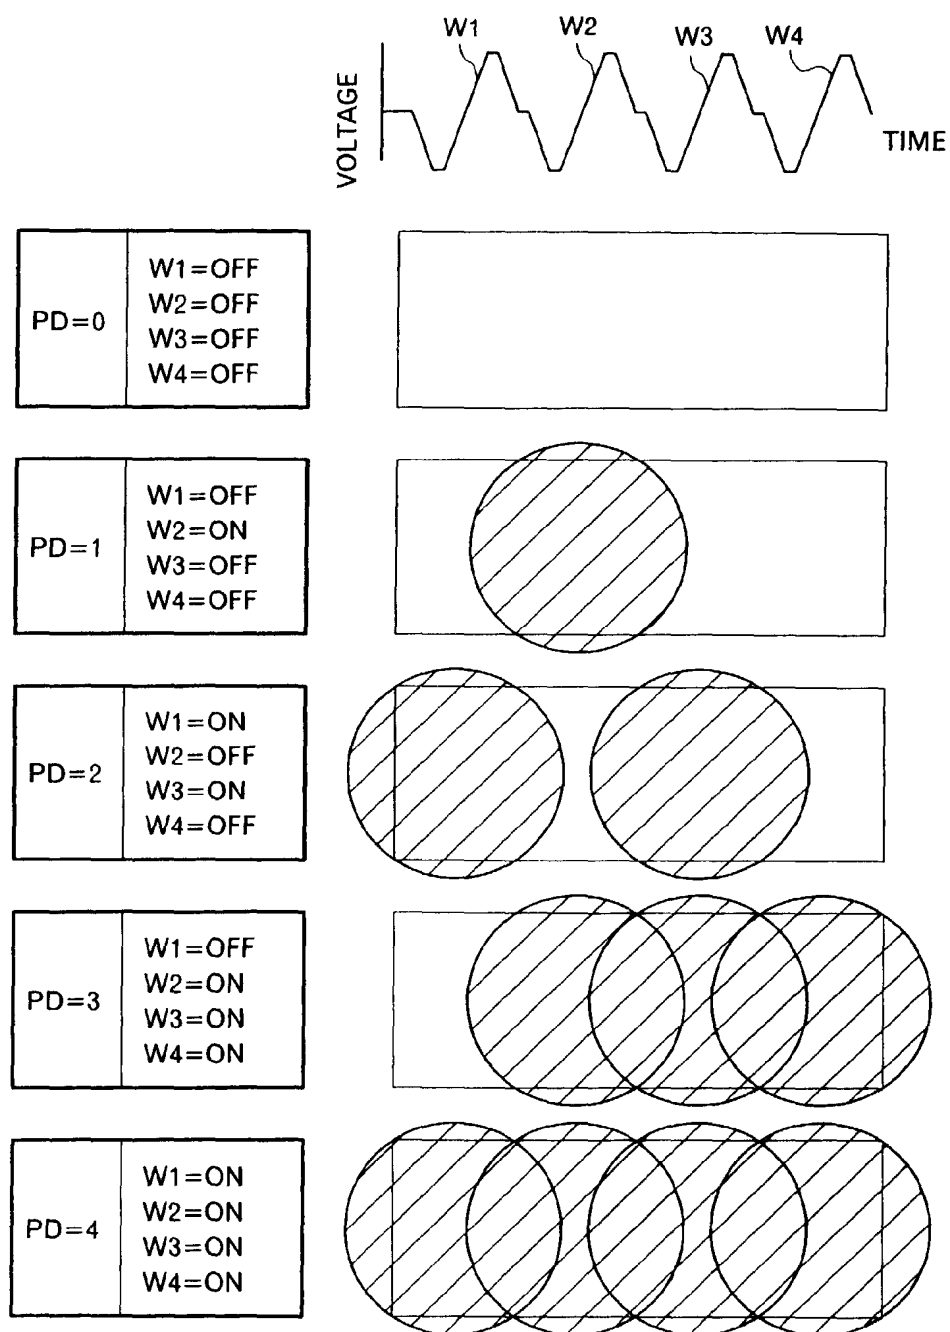 W1
W2
W3
W4
VOLTAGE
TIME
PD=0
W1=OFF
W2=OFF
W3=OFF
W4=OFF
PD=1
W1=OFF
W2=ON
W3=OFF
W4=OFF
PD=2
W1=ON
W2=OFF
W3=ON
W4=OFF
PD=3
W1=OFF
W2=ON
W3=ON
W4=ON
PD=4
W1=ON
W2=ON
W3=ON
W4=ON